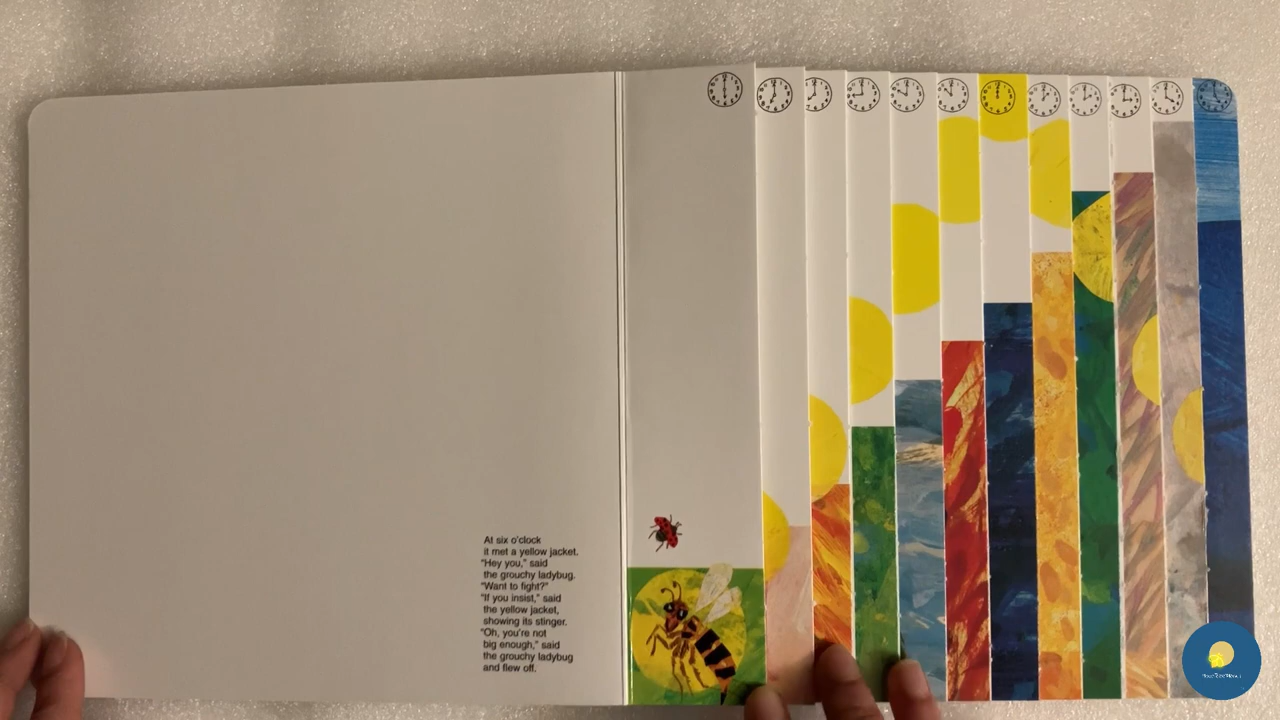 At six o'clock
it met a yellow jacket.
"Hey you," said
the grouchy ladybug.
"Want to fight?"
"If you insist," said
the yellow jacket,
showing its stinger.
"Oh, you're not
big enough," said
the grouchy ladybug
and flew off.